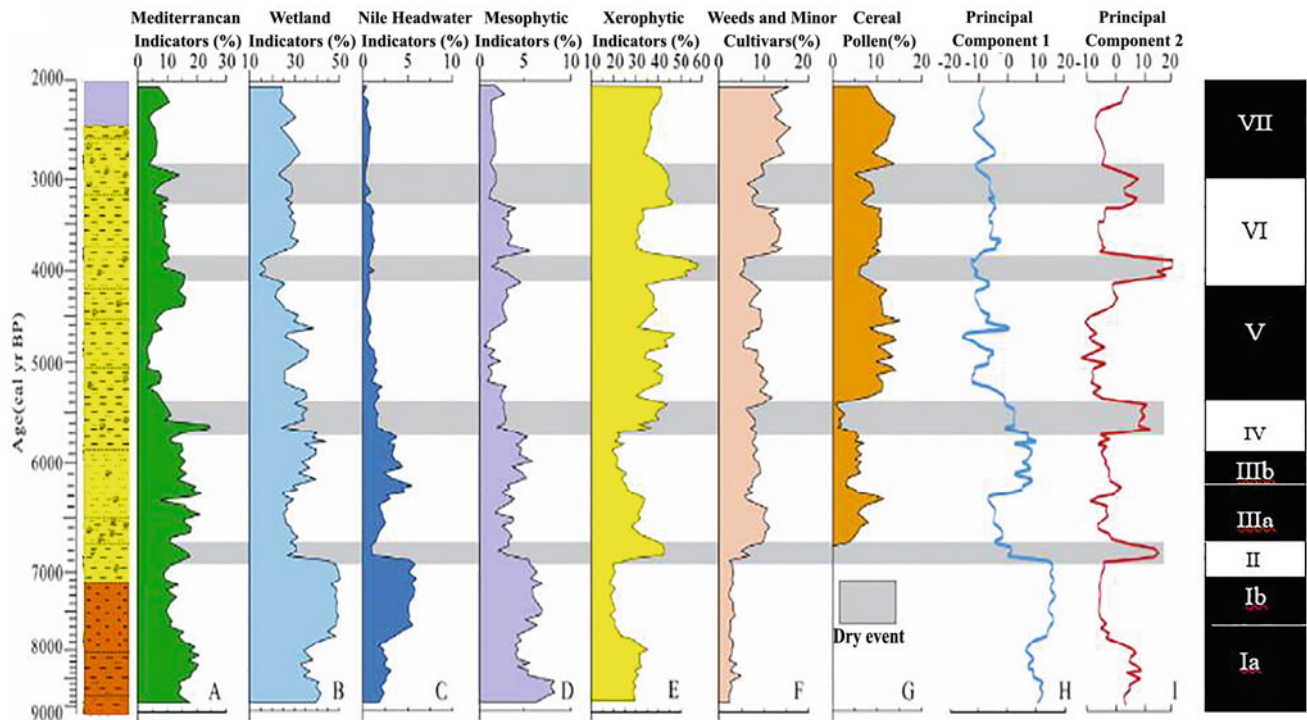 Mediterrancan Wetland Nile Headwater Mesophytic Xerophytic Weeds and Minor Cereal Principal Principal
Indicators (%) Indicators (%) Indicators (%) Indicators (%) Indicators (%) Cultivars(%) Pollen(%) Component 1 Component 2
0 10 20 30 10 20 30 40 50 0 5 10 0 5 10 10 20 30 40 50 60 0 10 20 0 10 20 -20 -10 0 10 20 -20 -10 0 10 20
Agc(cal yr BP)
2000
3000
4000
5000
6000
7000
8000
9000
VII
VI
V
IV
IIIb
IIIa
II
Ib
Ia
Dry event
A B C D E F G H I